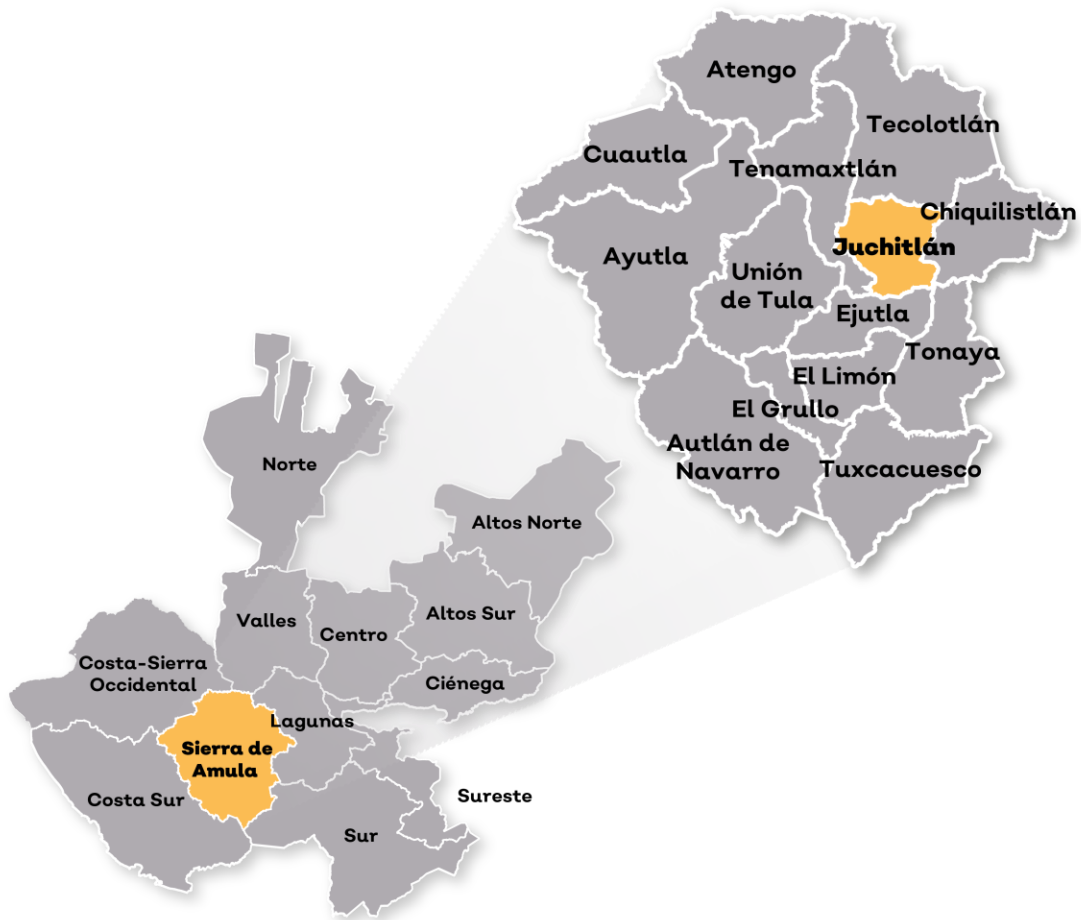 Atengo
Tecolotlán
Cuautla
Tenamaxtlán
Chiquilistlán
Juchitlán
Ayutla
Unión
de Tula
Ejutla
Tonaya
El Limón
El Grullo
Autlán de
Navarro
Tuxcacuesco
Norte
Altos Norte
Valles
Centro
Altos Sur
Costa-Sierra
Occidental
Ciénega
Lagunas
Sierra de
Amula
Costa Sur
Sureste
Sur